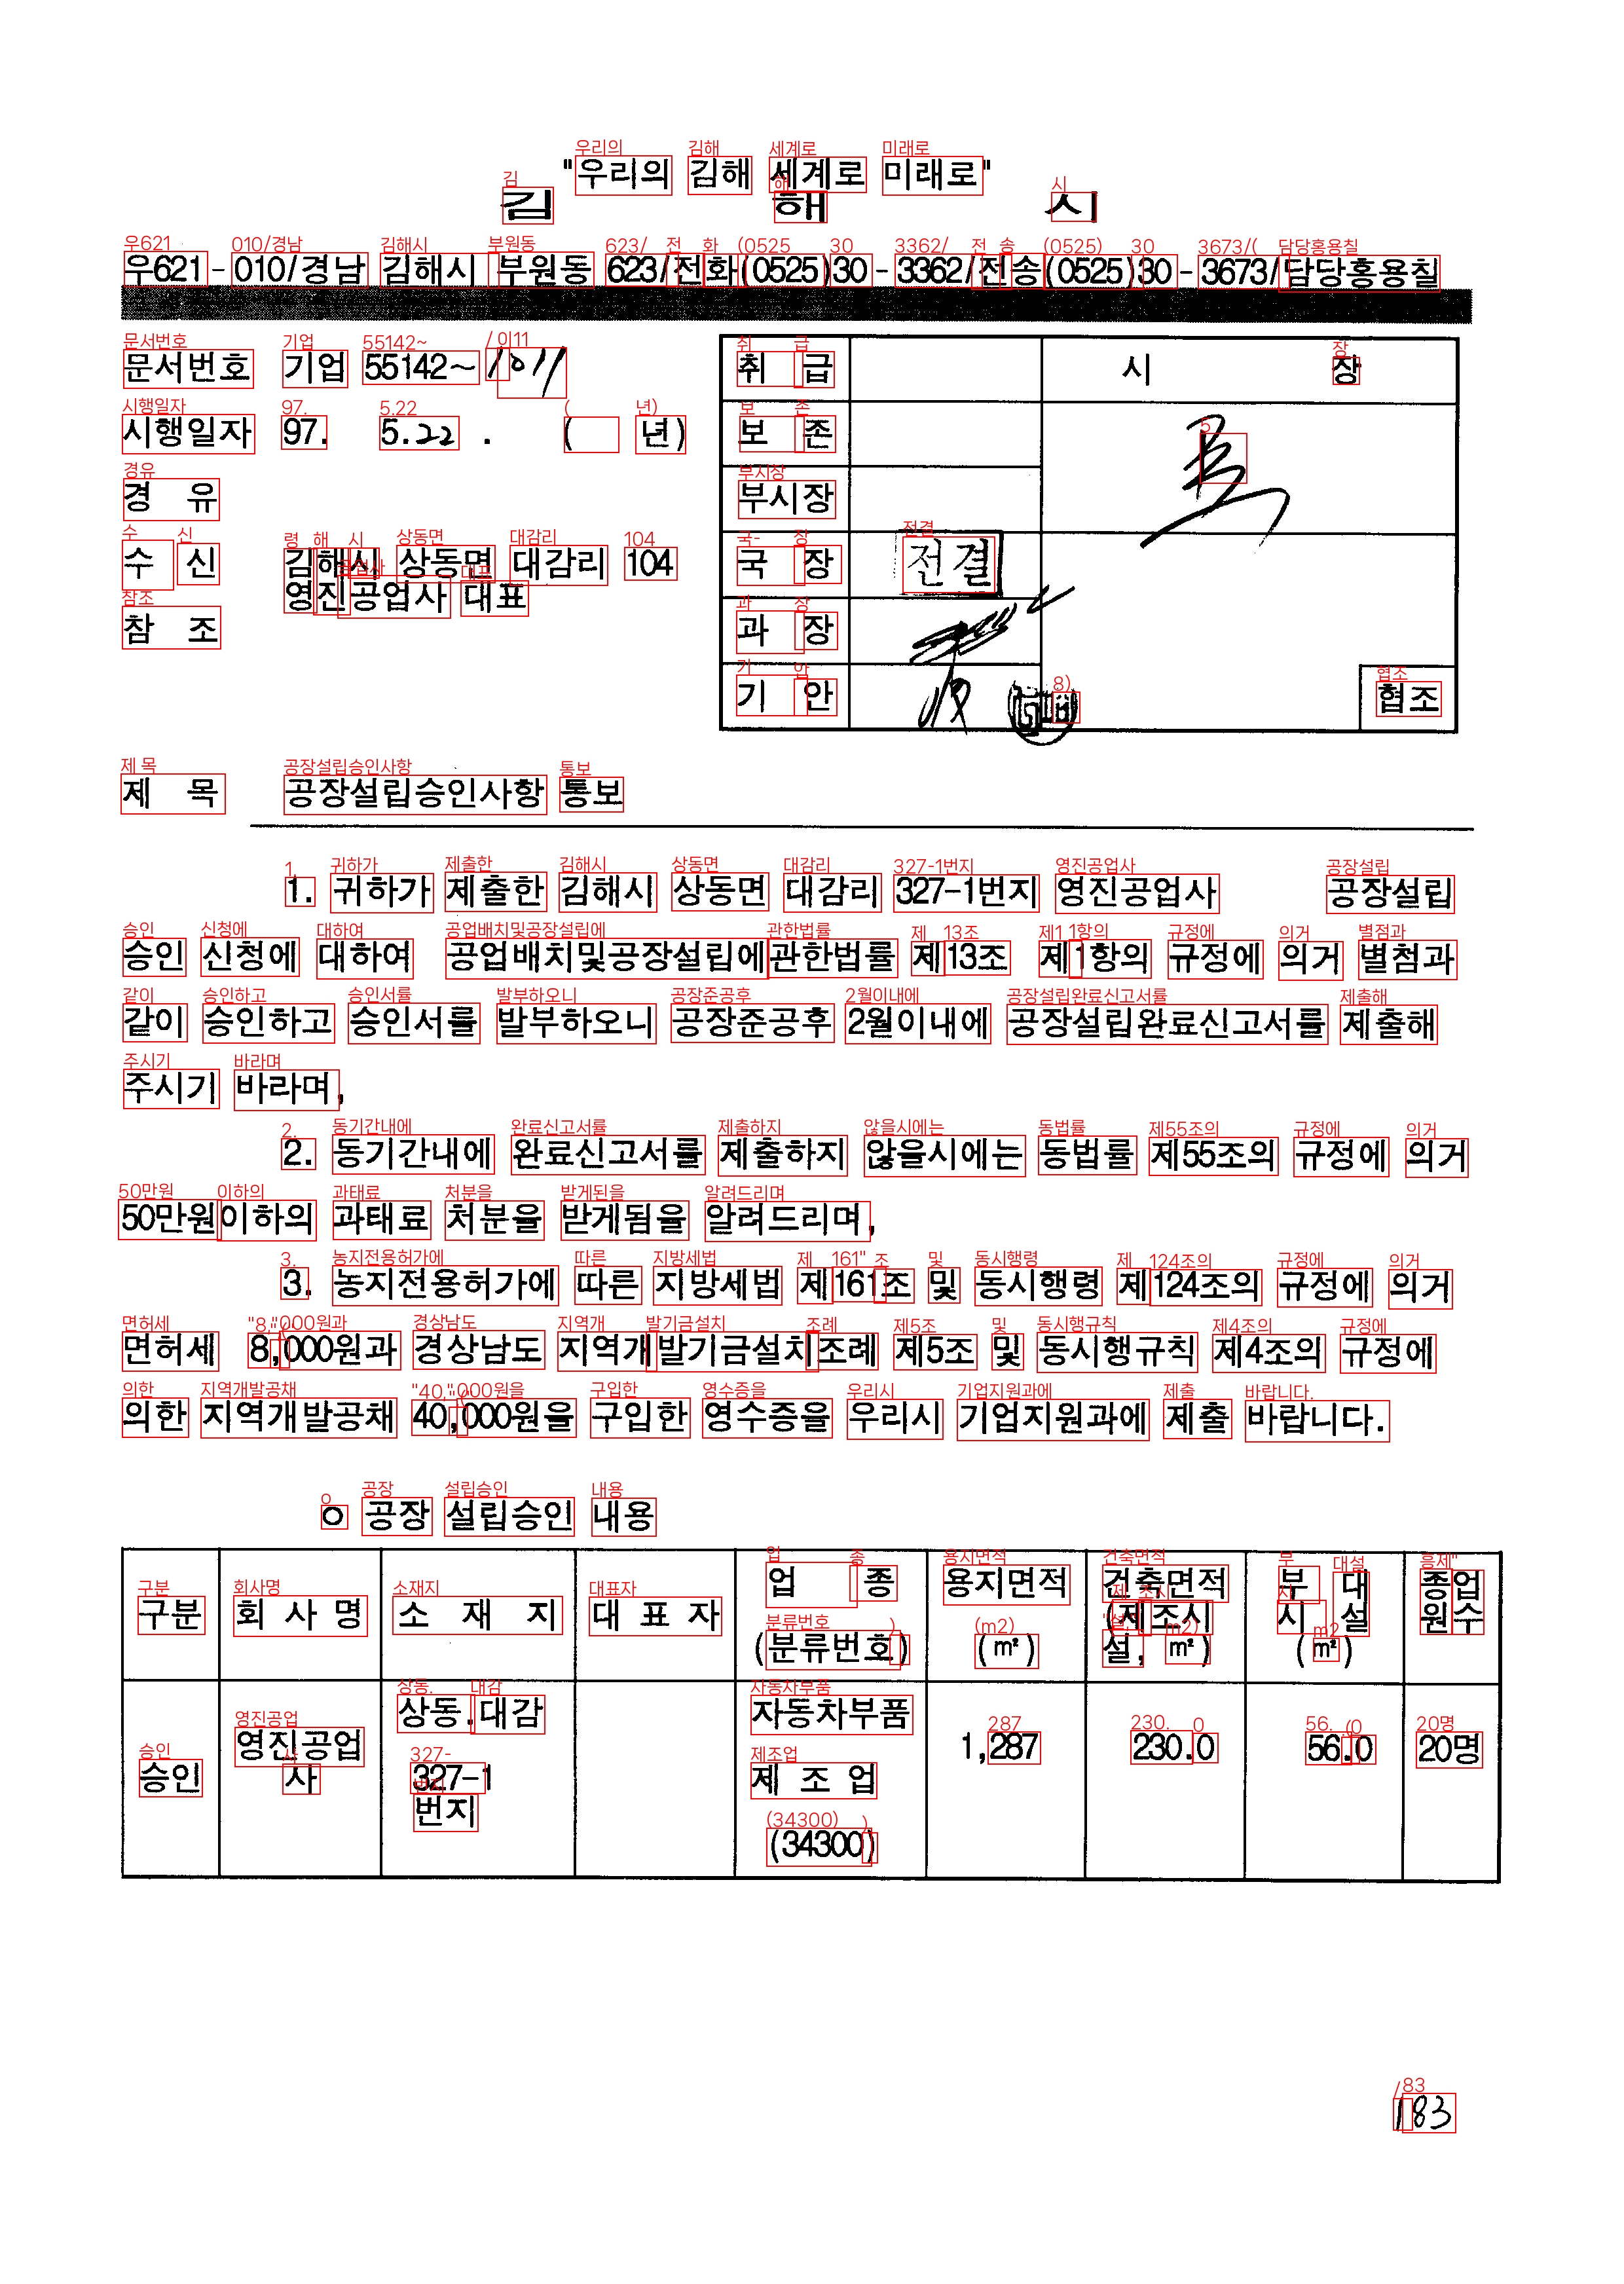 "우리의 김해 세계로 미래로"
김 해 시
우621-010/경남 김해시 부원동 623/전화(0525)30-3362/전송(0525)30-3673/담당홍용칠
문서번호 기업 55142~1011
시행일자 97. 5.22 . ( 년)
경 유
수 신 김해시 상동면 대감리 104
영진공업사 대표
참 조
취 급 시 장
보 존
부시장
국 장 전결
과 장
기 안
협조
제 목 공장설립승인사항 통보
1. 귀하가 제출한 김해시 상동면 대감리 327-1번지 영진공업사 공장설립
승인 신청에 대하여 공업배치및공장설립에관한법률 제13조 제1항의 규정에 의거 별첨과
같이 승인하고 승인서를 발부하오니 공장준공후 2월이내에 공장설립완료신고서를 제출해
주시기 바라며,
2. 동기간내에 완료신고서를 제출하지 않을시에는 동법률 제55조의 규정에 의거
50만원이하의 과태료 처분을 받게됨을 알려드리며,
3. 농지전용허가에 따른 지방세법 제161조 및 동시행령 제124조의 규정에 의거
면허세 8,000원과 경상남도 지역개발기금설치조례 제5조 및 동시행규칙 제4조의 규정에
의한 지역개발공채 40,000원을 구입한 영수증을 우리시 기업지원과에 제출 바랍니다.
ㅇ 공장 설립승인 내용
구분 회 사 명 소 재 지 대 표 자 업 종 (분류번호) 용지면적 (㎡) 건축면적 (제조시설, ㎡) 부 대 시 설 (㎡) 종업원수
승인 영진공업사 상동.대감 327-1 번지 자동차부품 제 조 업 (34300) 1,287 230.0 56.0 20명
183